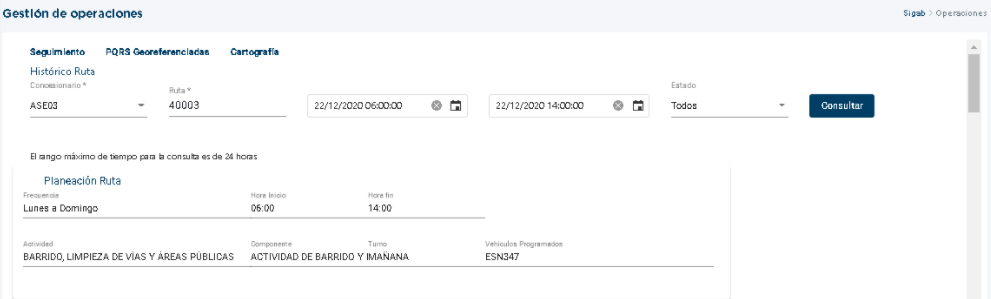 Gestión de operaciones
Sigab > Operaciones
Seguimiento PQRS Georeferenciadas Cartografía
Histórico Ruta
Concesionario * Ruta * Estado
ASE03 40003 22/12/2020 06:00:00 22/12/2020 14:00:00 Todos Consultar
El rango máximo de tiempo para la consulta es de 24 horas
Planeación Ruta
Frecuencia Hora Inicio Hora fin
Lunes a Domingo 06:00 14:00
Actividad Componente Turno Vehículos Programados
BARRIDO, LIMPIEZA DE VÍAS Y ÁREAS PÚBLICAS ACTIVIDAD DE BARRIDO Y IMAÑANA ESN347